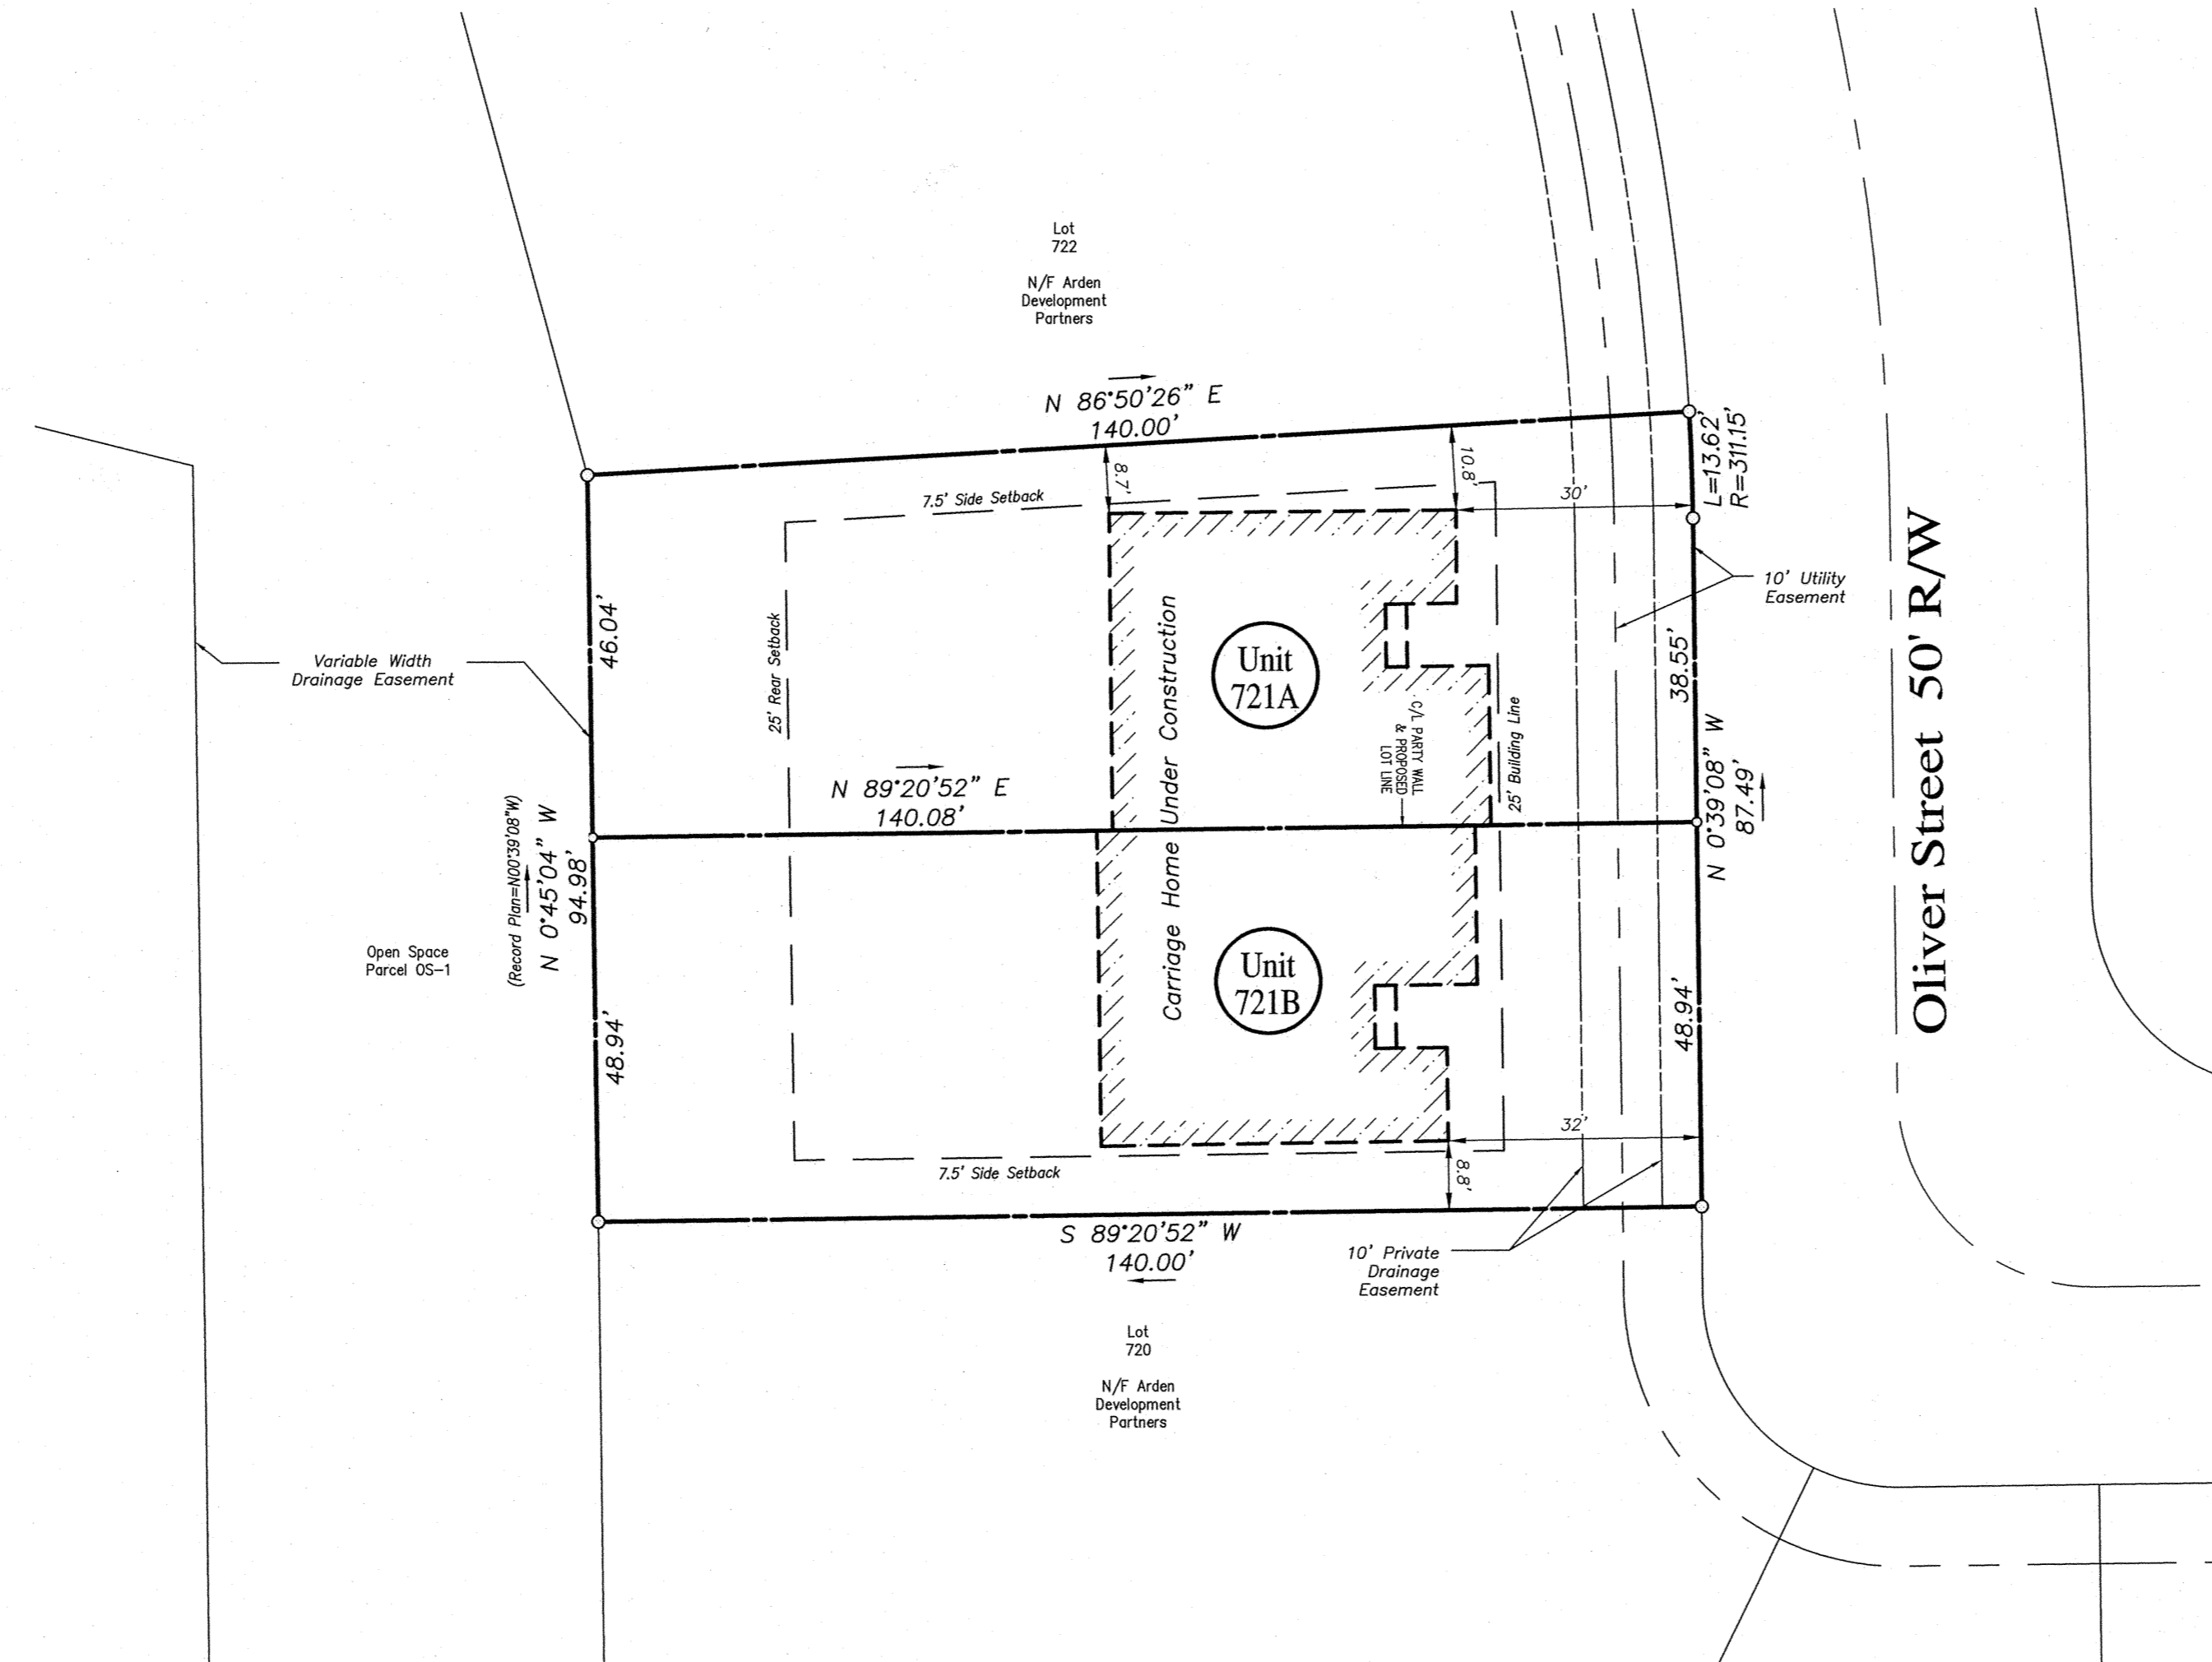 Lot
722
N/F Arden
Development
Partners
N 86°50'26" E
140.00'
L=13.62'
R=311.15'
8.7'
10.8'
7.5' Side Setback
30'
10' Utility
Easement
46.04'
25' Rear Setback
Carriage Home Under Construction
Unit
721A
38.55'
Variable Width
Drainage Easement
C/L PARTY WALL
& PROPOSED
LOT LINE
25' Building Line
Oliver Street 50' R/W
N 89°20'52" E
140.08'
N 0°39'08" W
87.49'
(Record Plan=N00°39'08"W)
N 0°45'04" W
94.98'
Open Space
Parcel OS-1
Unit
721B
48.94'
48.94'
32'
7.5' Side Setback
8.8'
S 89°20'52" W
140.00'
10' Private
Drainage
Easement
Lot
720
N/F Arden
Development
Partners